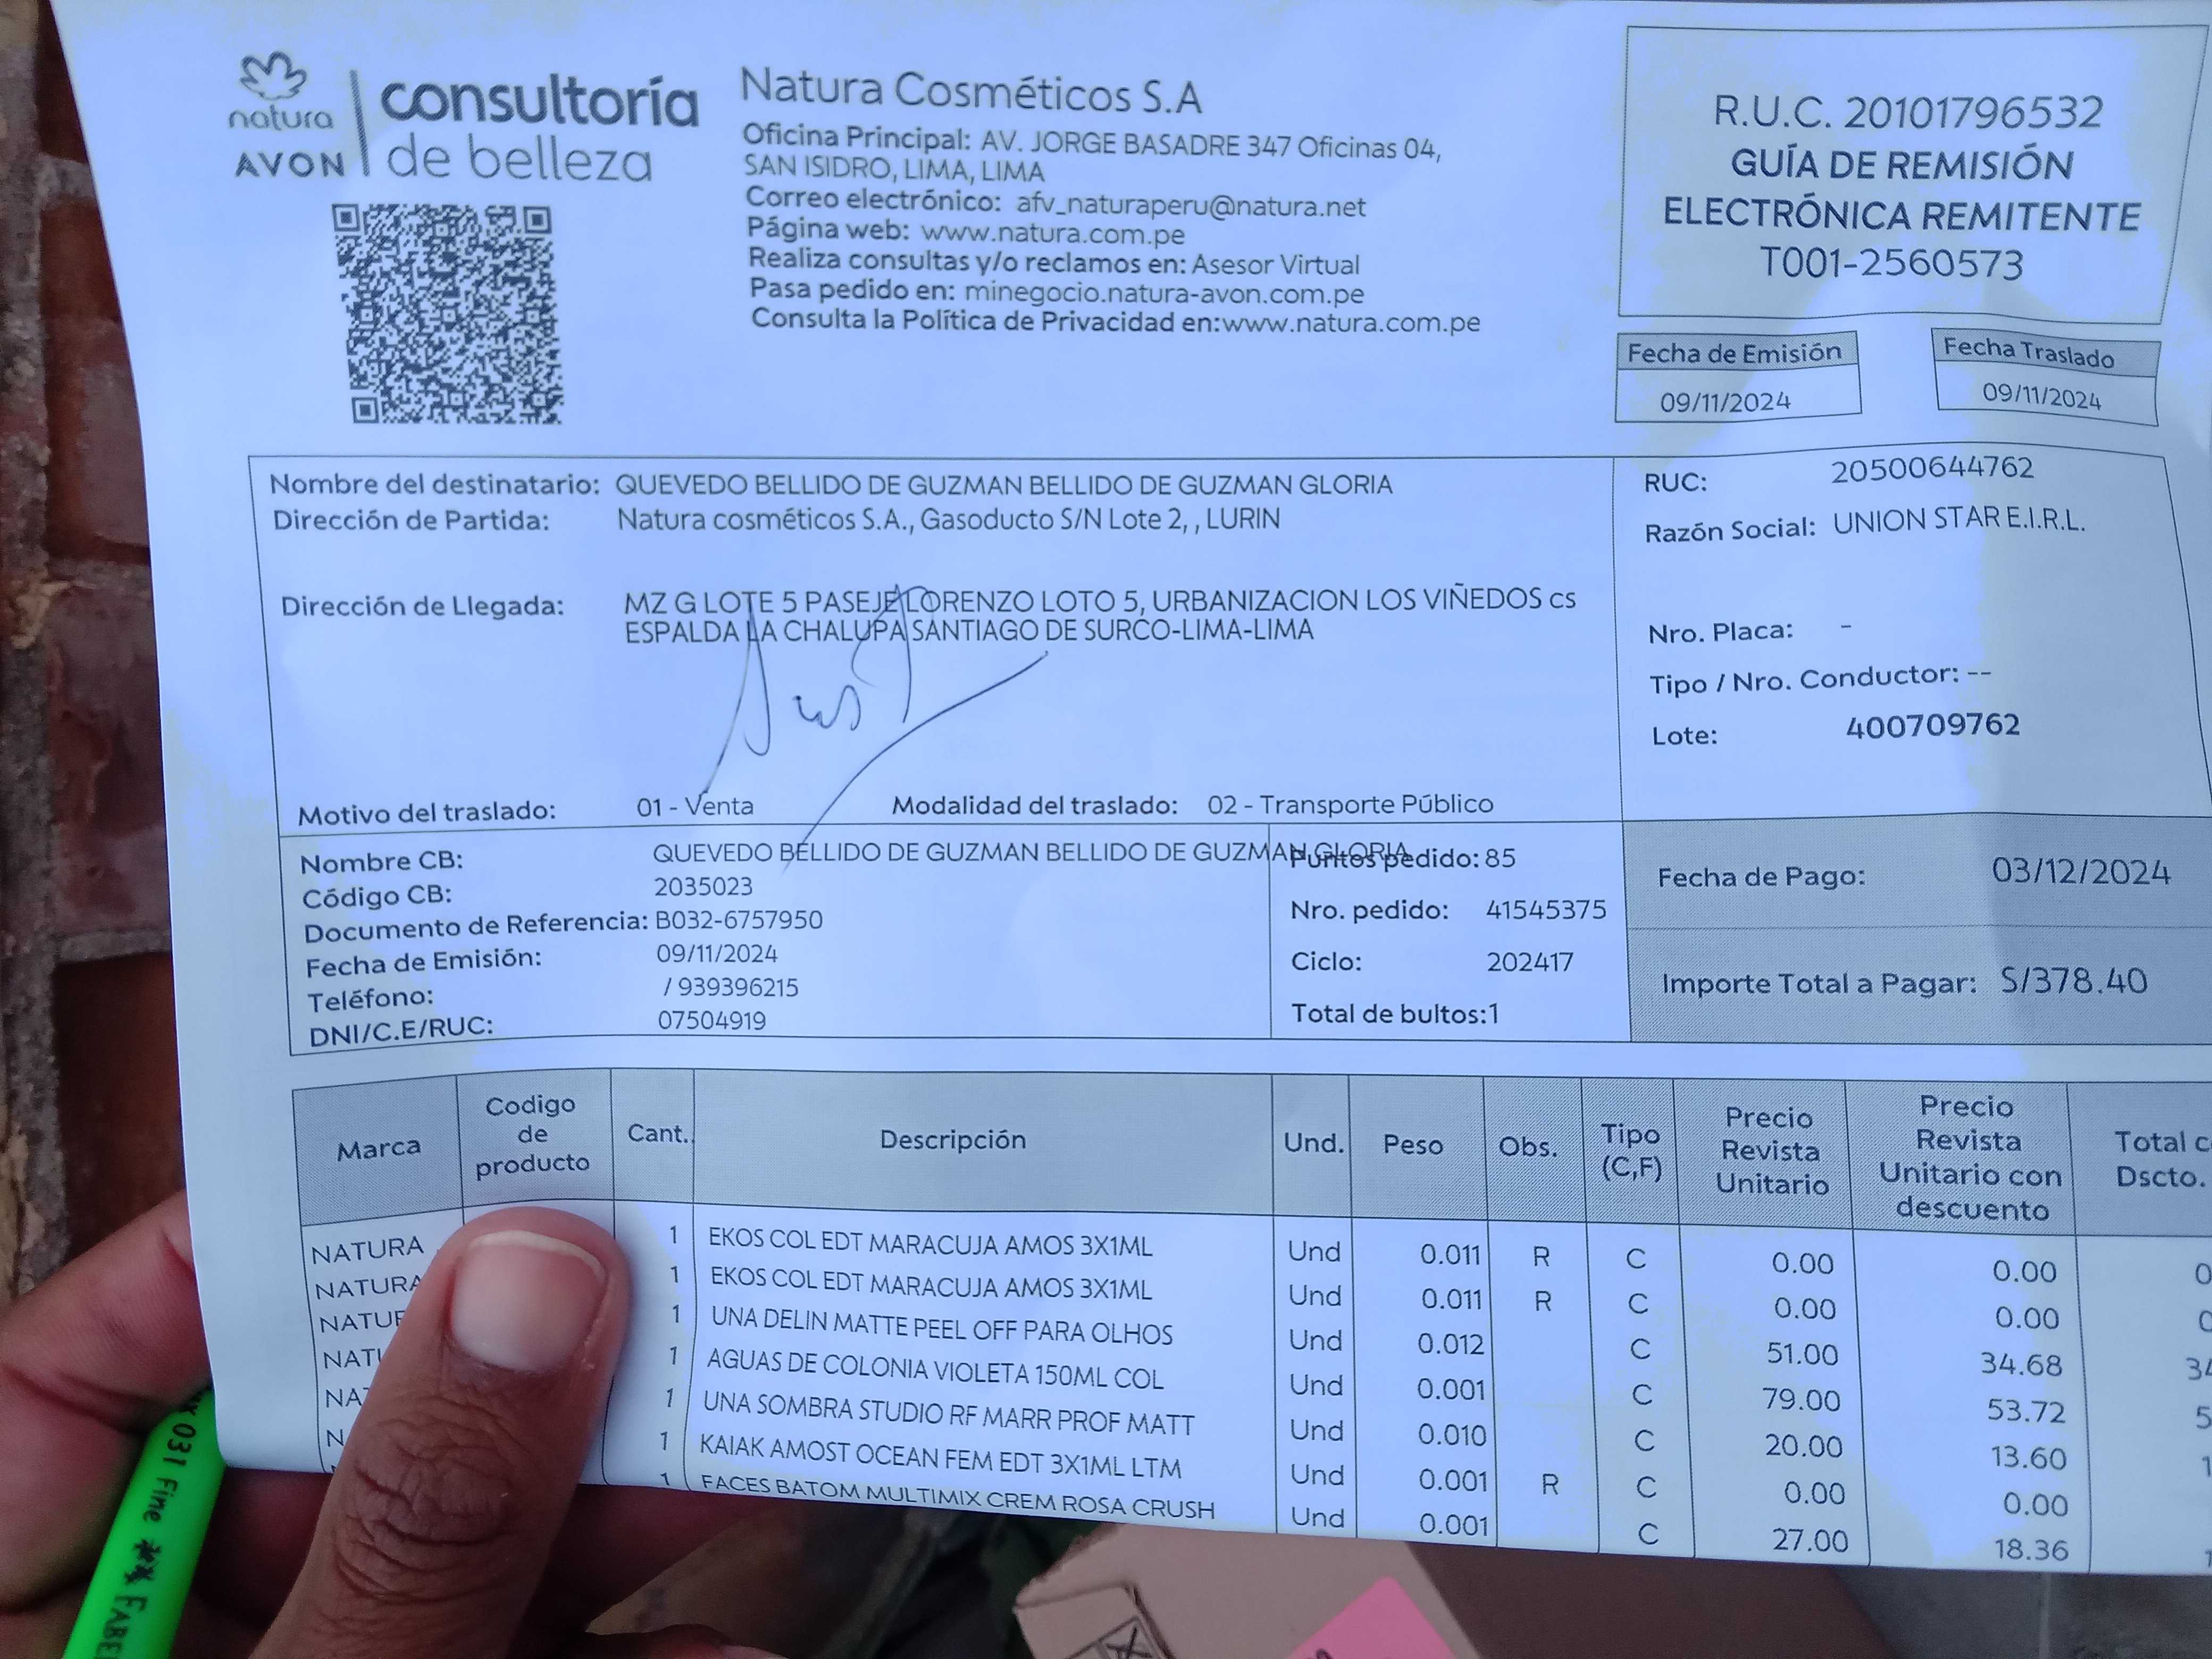 natura
AVON
consultoría
de belleza
Natura Cosméticos S.A
Oficina Principal: AV. JORGE BASADRE 347 Oficinas 04,
SAN ISIDRO, LIMA, LIMA
Correo electrónico: afv_naturaperu@natura.net
Página web: www.natura.com.pe
Realiza consultas y/o reclamos en: Asesor Virtual
Pasa pedido en: minegocio.natura-avon.com.pe
Consulta la Política de Privacidad en:www.natura.com.pe
R.U.C. 20101796532
GUÍA DE REMISIÓN
ELECTRÓNICA REMITENTE
T001-2560573
Fecha de Emisión
09/11/2024
Fecha Traslado
09/11/2024
Nombre del destinatario: QUEVEDO BELLIDO DE GUZMAN BELLIDO DE GUZMAN GLORIA
Dirección de Partida: Natura cosméticos S.A., Gasoducto S/N Lote 2, , LURIN
Dirección de Llegada: MZ G LOTE 5 PASEJE LORENZO LOTO 5, URBANIZACION LOS VIÑEDOS cs
ESPALDA LA CHALUPA SANTIAGO DE SURCO-LIMA-LIMA
Motivo del traslado: 01 - Venta Modalidad del traslado: 02 - Transporte Público
RUC: 20500644762
Razón Social: UNION STAR E.I.R.L.
Nro. Placa: -
Tipo / Nro. Conductor: --
Lote: 400709762
Nombre CB: QUEVEDO BELLIDO DE GUZMAN BELLIDO DE GUZMAN GLORIA
Código CB: 2035023
Documento de Referencia: B032-6757950
Fecha de Emisión: 09/11/2024
Teléfono: / 939396215
DNI/C.E/RUC: 07504919
Puntos pedido: 85
Nro. pedido: 41545375
Ciclo: 202417
Total de bultos:1
Fecha de Pago: 03/12/2024
Importe Total a Pagar: S/378.40
Marca Codigo de producto Cant. Descripción Und. Peso Obs. Tipo (C,F) Precio Revista Unitario Precio Revista Unitario con descuento Total Dscto.
NATURA 1 EKOS COL EDT MARACUJA AMOS 3X1ML Und 0.011 R C 0.00 0.00
NATURA 1 EKOS COL EDT MARACUJA AMOS 3X1ML Und 0.011 R C 0.00 0.00
1 UNA DELIN MATTE PEEL OFF PARA OLHOS Und 0.012 C 51.00 34.68
1 AGUAS DE COLONIA VIOLETA 150ML COL Und 0.001 C 79.00 53.72
1 UNA SOMBRA STUDIO RF MARR PROF MATT Und 0.010 C 20.00 13.60
1 KAIAK AMOST OCEAN FEM EDT 3X1ML LTM Und 0.001 R C 0.00 0.00
1 FACES BATOM MULTIMIX CREM ROSA CRUSH Und 0.001 C 27.00 18.36
031 Fine